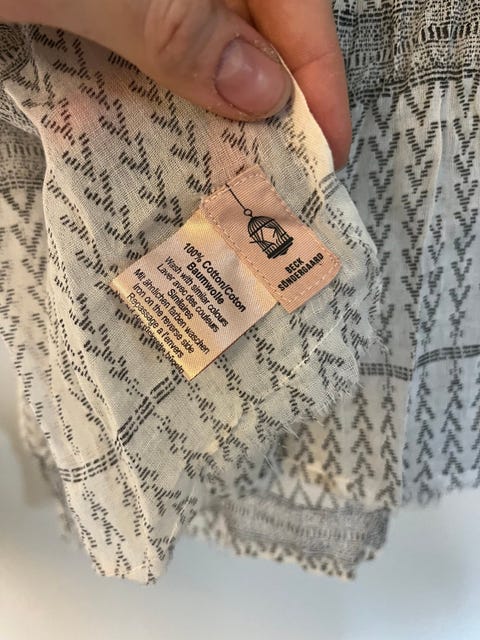 BECK
SÖNDERGAARD
100% Cotton/Coton
Baumwolle
Wash with similar colours
Laver avec des couleurs
Similaires
Mit ähnlichen farben waschen
Iron on the reverse side
Repassage à l'envers